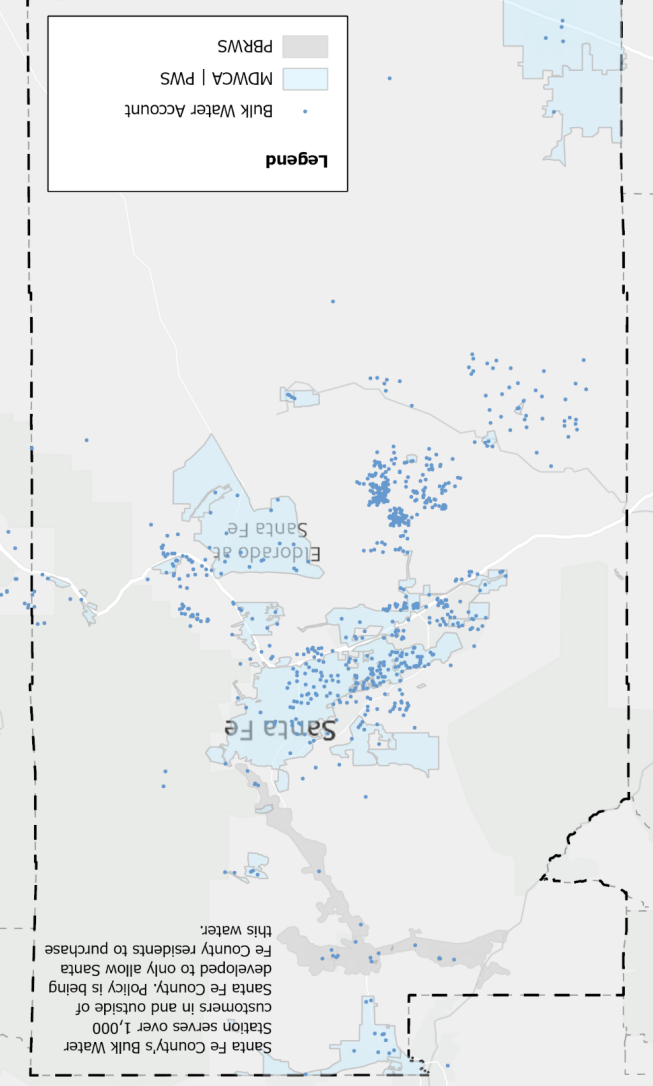 Santa Fe County's Bulk Water
Station serves over 1,000
customers in and outside of
Santa Fe County. Policy is being
developed to only allow Santa
Fe County residents to purchase
this water.
Santa Fe
Eldorado at
Santa Fe
Legend
Bulk Water Account
MDWCA | PWS
PBRWS